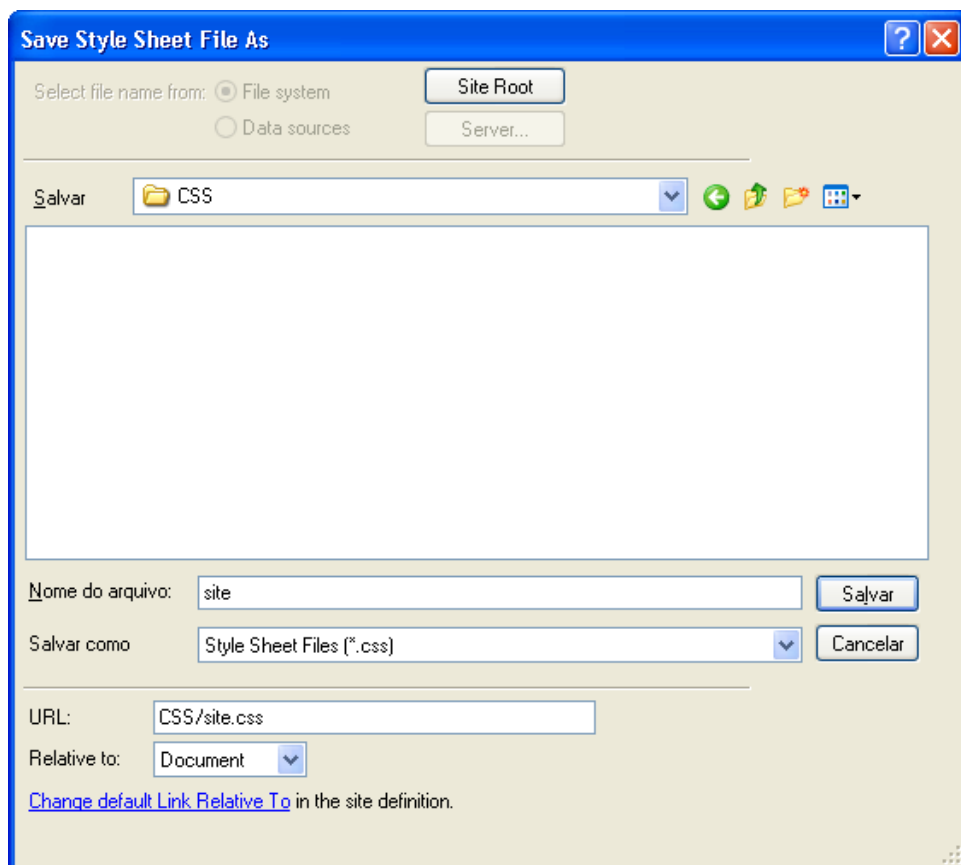 Save Style Sheet File As
Select file name from: File system
Site Root
Data sources
Server...
Salvar CSS
Nome do arquivo: site
Salvar
Salvar como Style Sheet Files (*.css)
Cancelar
URL: CSS/site.css
Relative to: Document
Change default Link Relative To in the site definition.